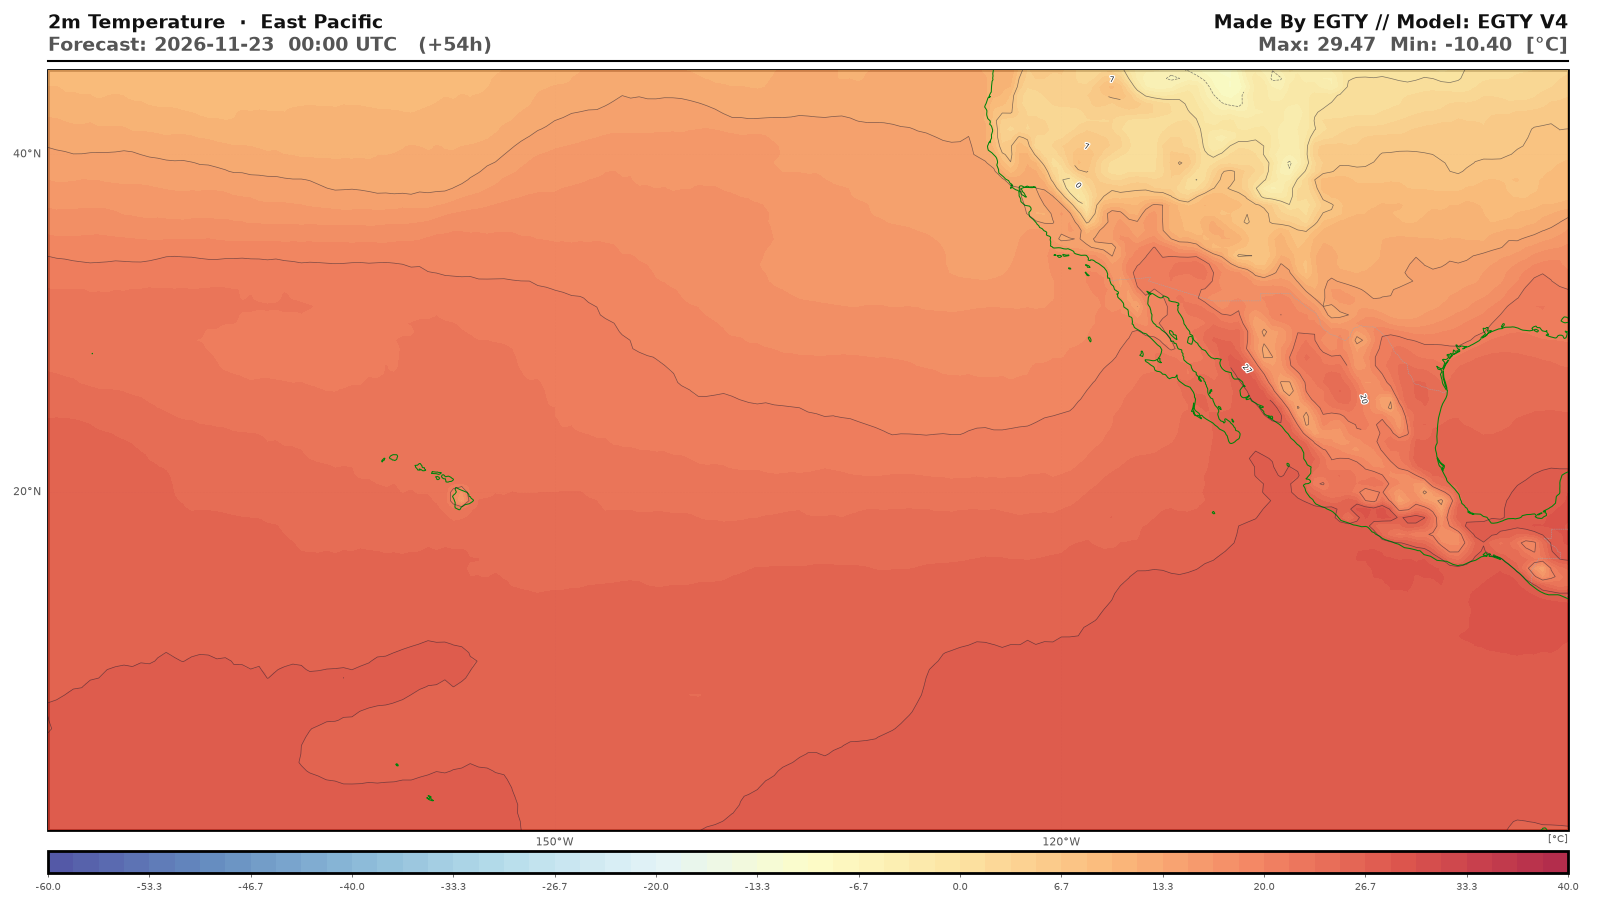 2m Temperature · East Pacific
Made By EGTY // Model: EGTY V4
Forecast: 2026-11-23 00:00 UTC (+54h)
Max: 29.47 Min: -10.40 [°C]
7
7
0
27
20
40°N
20°N
150°W
120°W
[°C]
-60.0
-53.3
-46.7
-40.0
-33.3
-26.7
-20.0
-13.3
-6.7
0.0
6.7
13.3
20.0
26.7
33.3
40.0